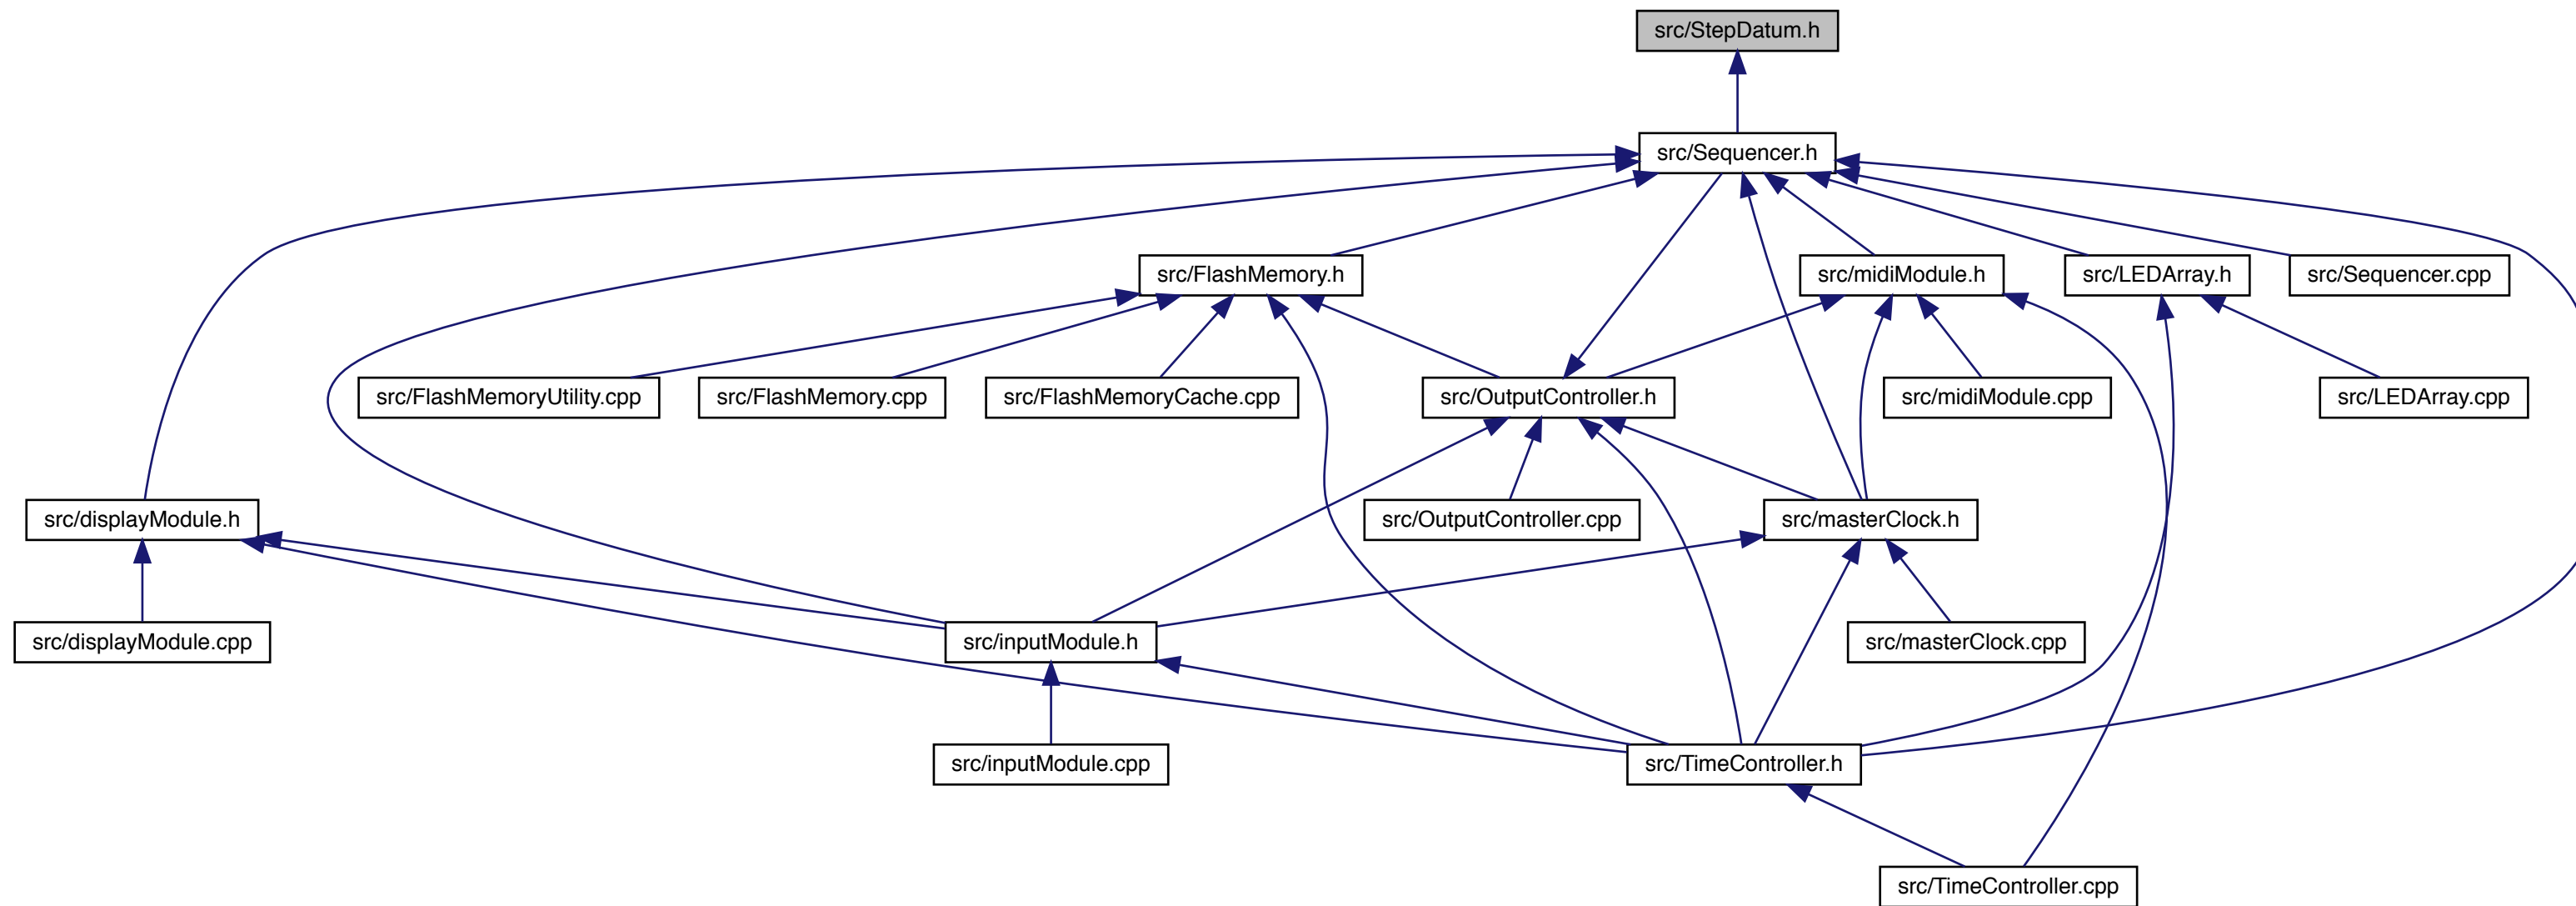 src/StepDatum.h
src/Sequencer.h
src/FlashMemory.h
src/midiModule.h
src/LEDArray.h
src/Sequencer.cpp
src/FlashMemoryUtility.cpp
src/FlashMemory.cpp
src/FlashMemoryCache.cpp
src/OutputController.h
src/midiModule.cpp
src/LEDArray.cpp
src/displayModule.h
src/OutputController.cpp
src/masterClock.h
src/displayModule.cpp
src/inputModule.h
src/masterClock.cpp
src/inputModule.cpp
src/TimeController.h
src/TimeController.cpp